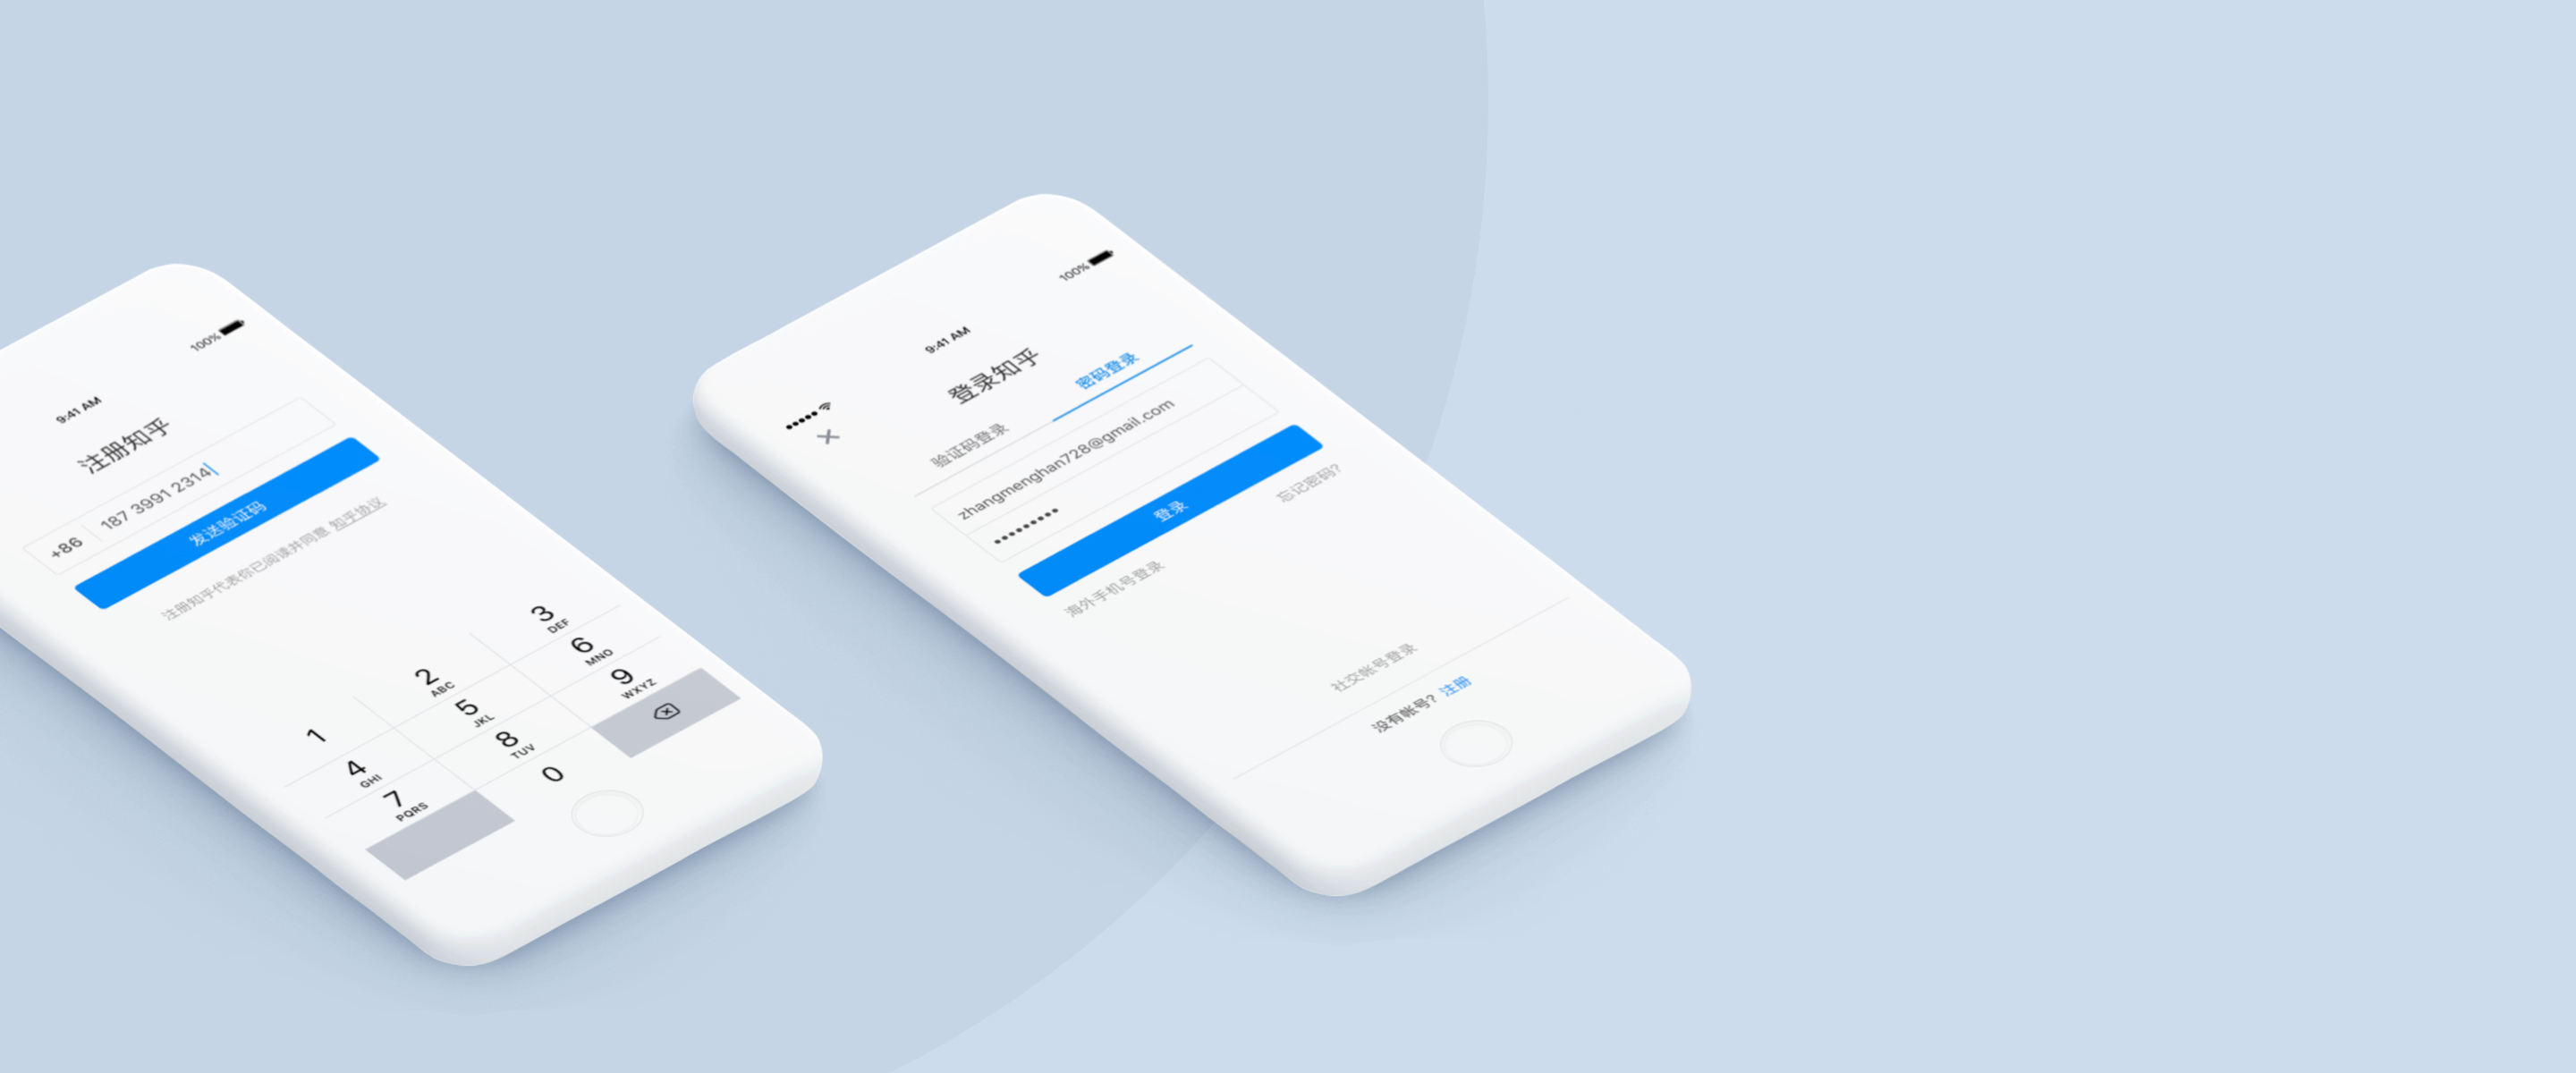 100%
9:41 AM
注册知乎
+86 187 3991 2314
发送验证码
注册知乎代表你已阅读并同意 知乎协议
1
2 ABC
3 DEF
4 GHI
5 JKL
6 MNO
7 PQRS
8 TUV
9 WXYZ
0
100%
9:41 AM
登录知乎
验证码登录 密码登录
zhangmenghan728@gmail.com
•••••••••
登录
海外手机号登录 忘记密码?
社交帐号登录
没有帐号? 注册